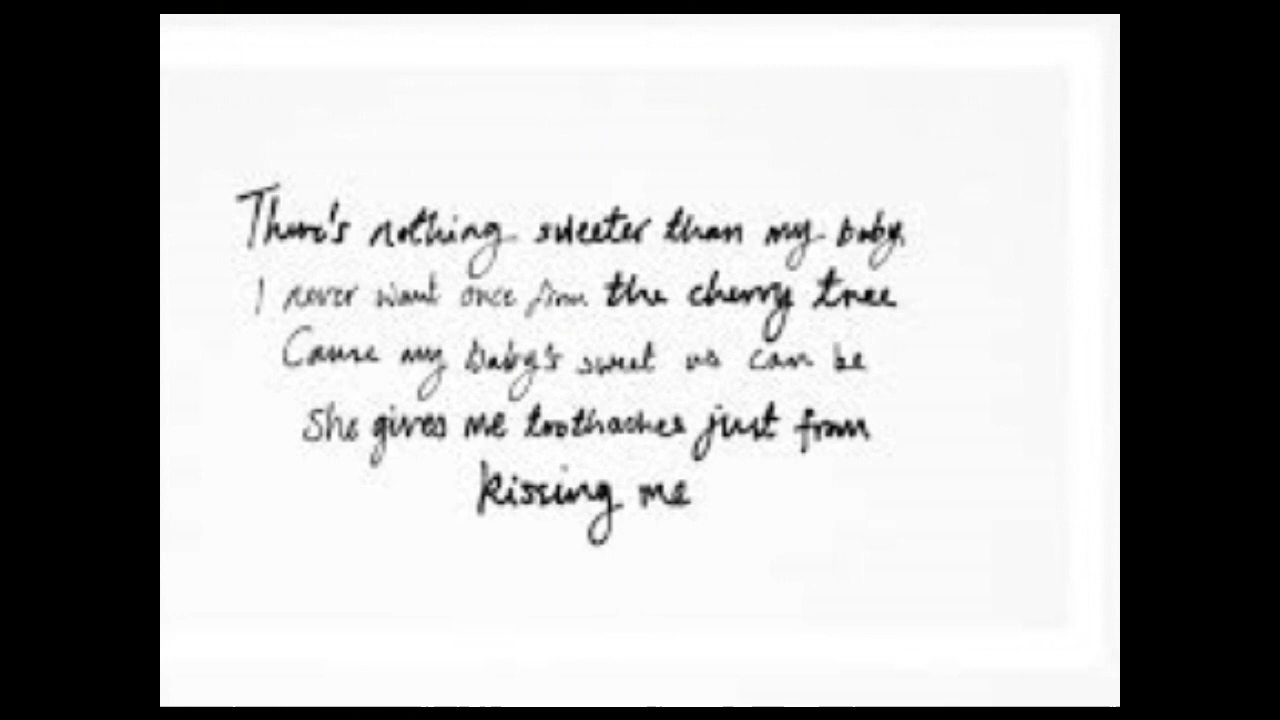 There's nothing sweeter than my baby
I never want once from the cherry tree
Cause my baby's sweet as can be
She gives me toothaches just from
kissing me